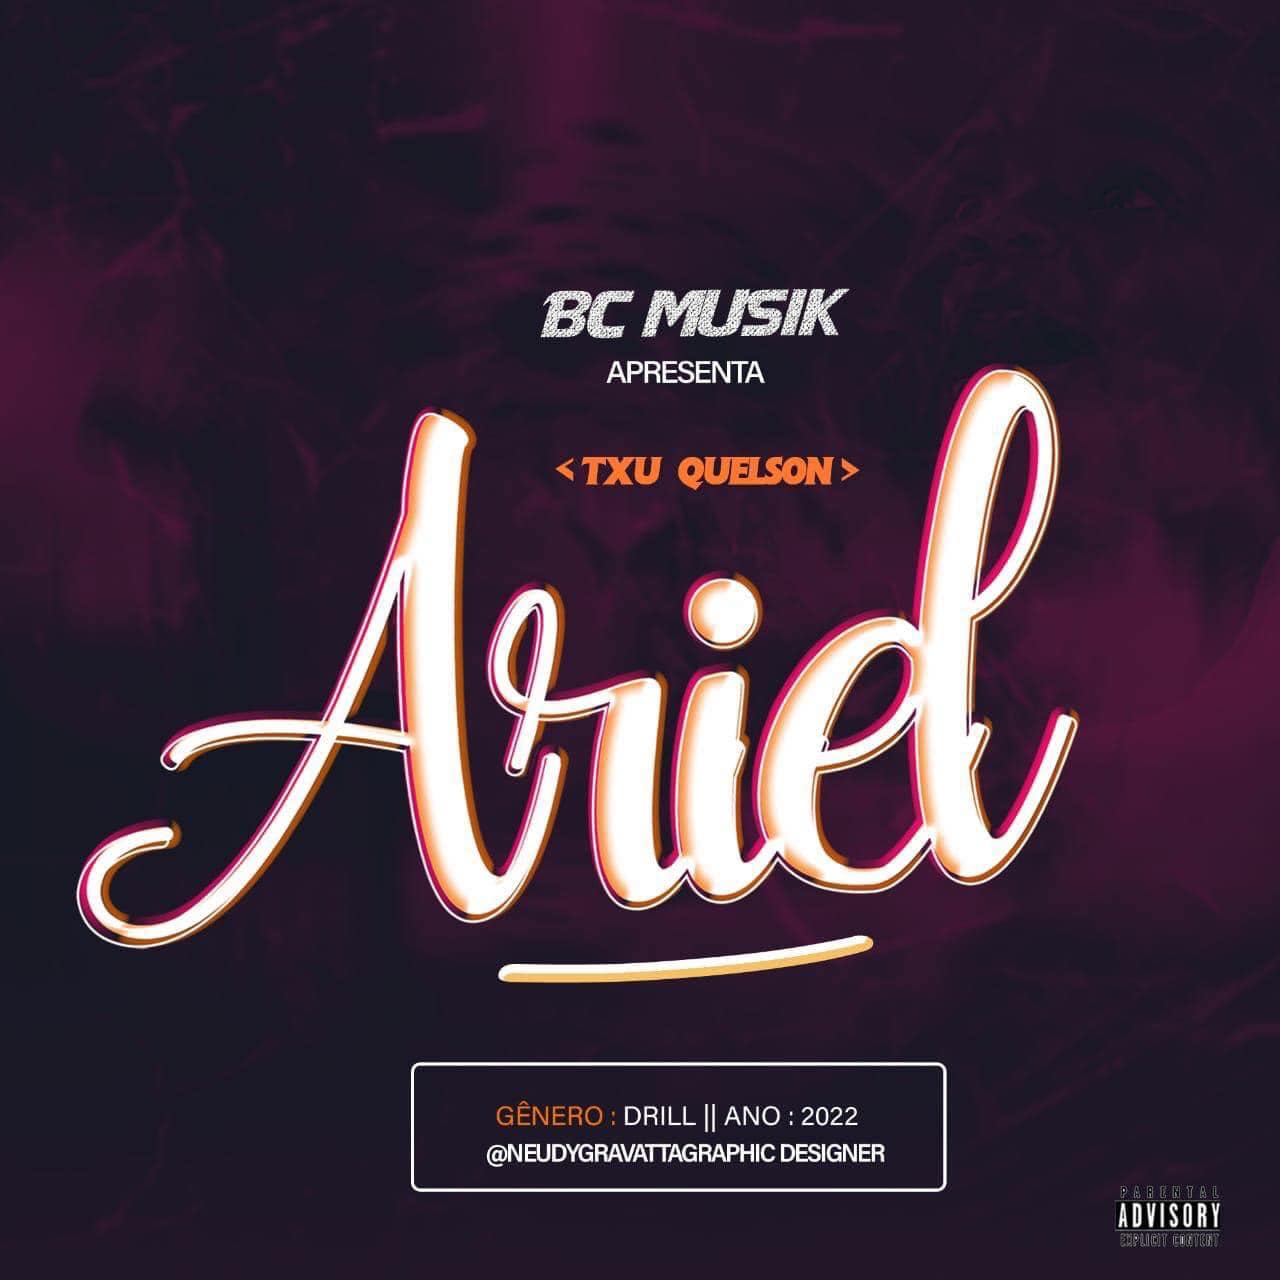 BC MUSIK
APRESENTA
< TXU QUELSON >
Ariel
GÊNERO : DRILL || ANO : 2022
@NEUDYGRAVATTAGRAPHIC DESIGNER
PARENTAL
ADVISORY
EXPLICIT CONTENT